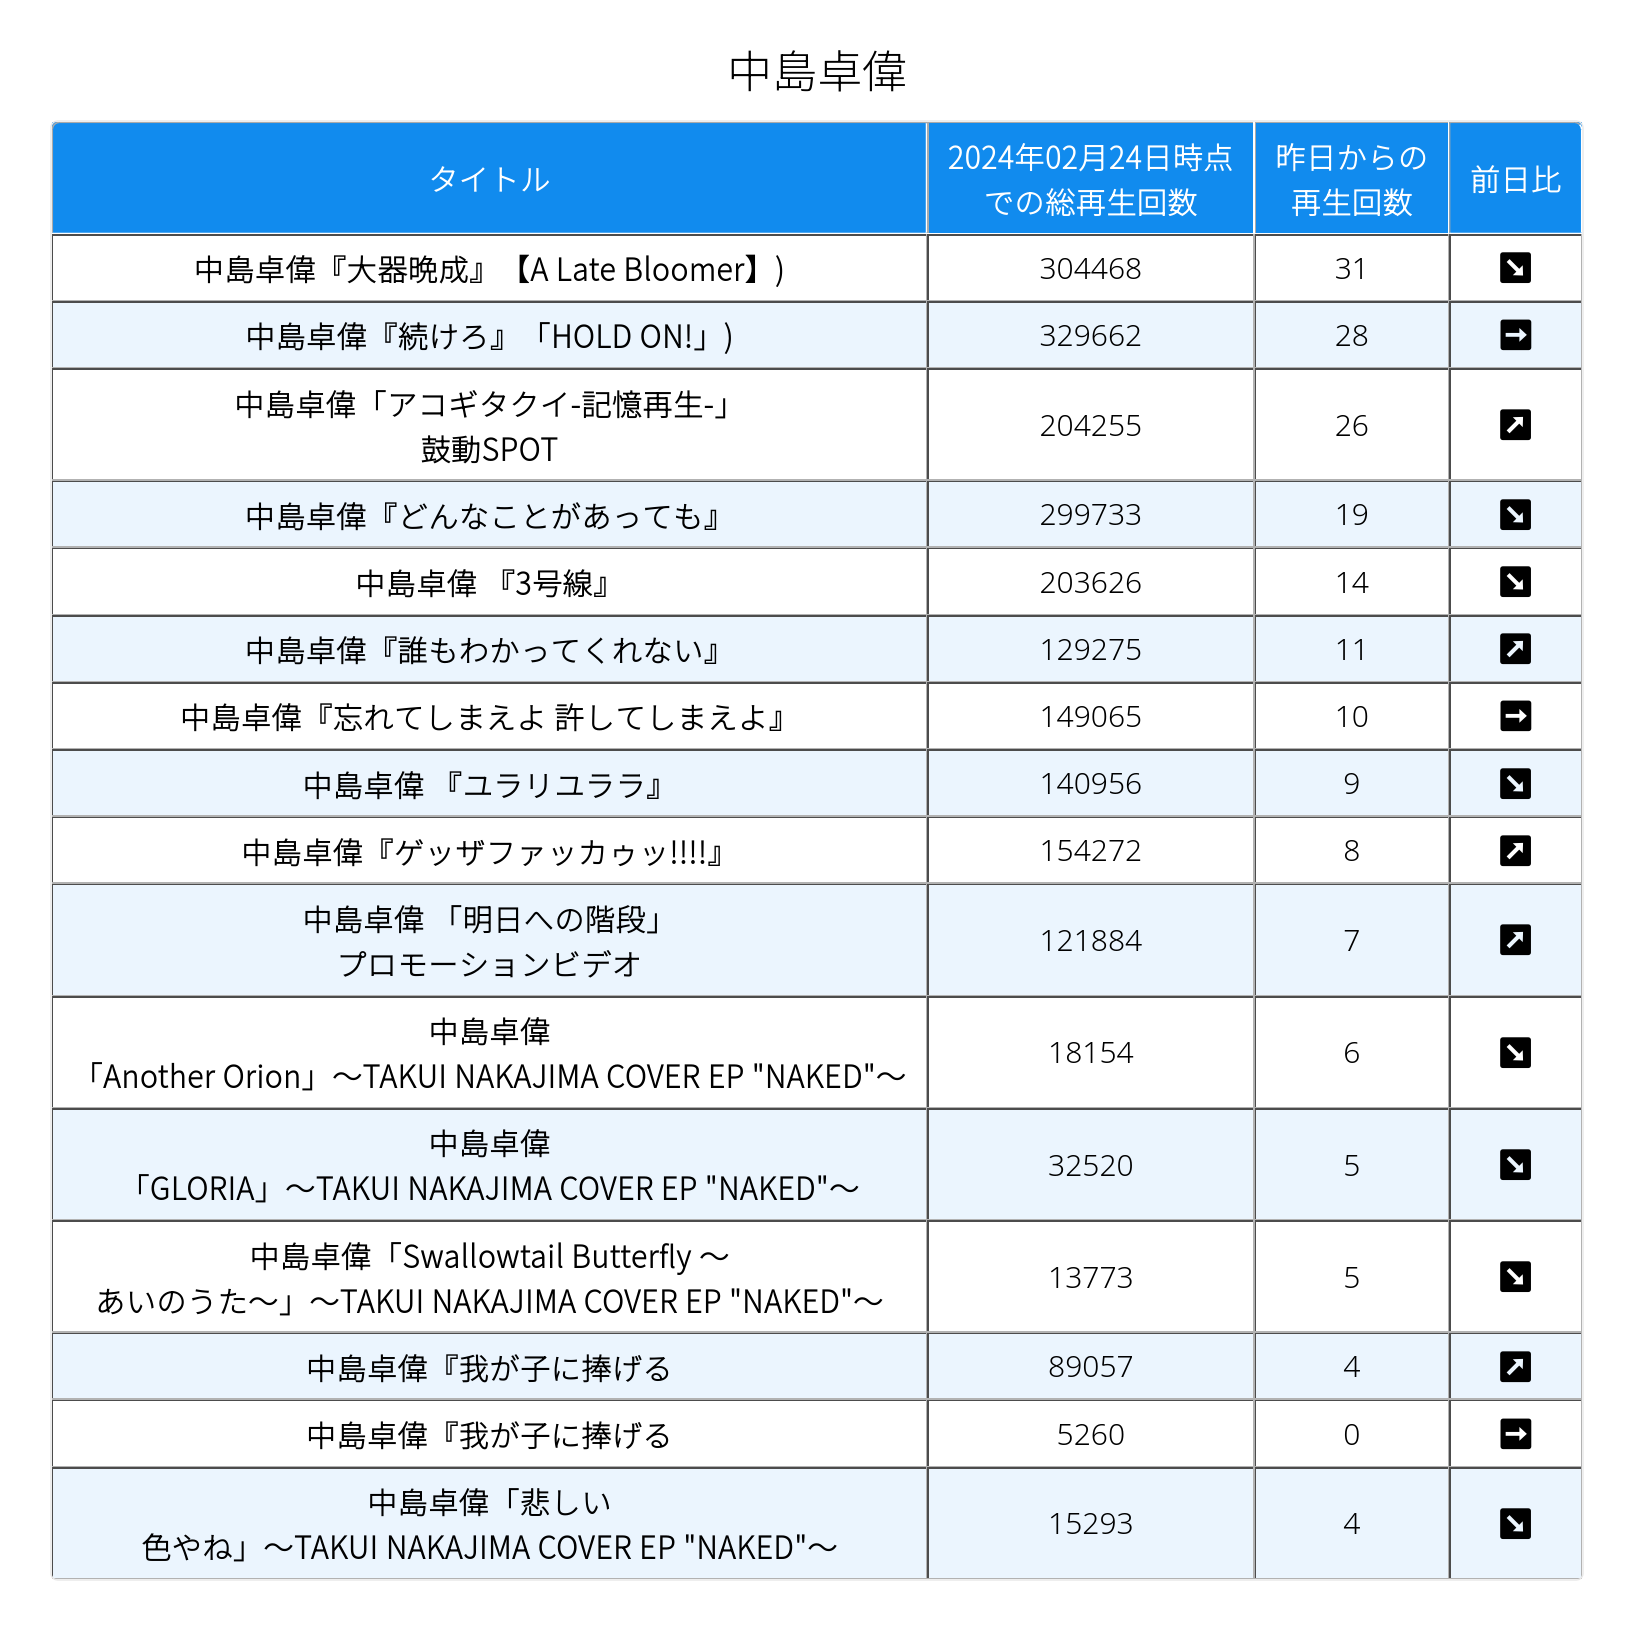 中島卓偉
タイトル
2024年02月24日時点
での総再生回数
昨日からの
再生回数
前日比
中島卓偉『大器晩成』【A Late Bloomer】)
304468
31
中島卓偉『続けろ』「HOLD ON!」)
329662
28
中島卓偉「アコギタクイ-記憶再生-」
鼓動SPOT
204255
26
中島卓偉『どんなことがあっても』
299733
19
中島卓偉 『3号線』
203626
14
中島卓偉『誰もわかってくれない』
129275
11
中島卓偉『忘れてしまえよ 許してしまえよ』
149065
10
中島卓偉 『ユラリユララ』
140956
9
中島卓偉『ゲッザファッカゥッ!!!!』
154272
8
中島卓偉 「明日への階段」
プロモーションビデオ
121884
7
中島卓偉
「Another Orion」〜TAKUI NAKAJIMA COVER EP "NAKED"〜
18154
6
中島卓偉
「GLORIA」〜TAKUI NAKAJIMA COVER EP "NAKED"〜
32520
5
中島卓偉「Swallowtail Butterfly 〜
あいのうた〜」〜TAKUI NAKAJIMA COVER EP "NAKED"〜
13773
5
中島卓偉『我が子に捧げる
89057
4
中島卓偉『我が子に捧げる
5260
0
中島卓偉「悲しい
色やね」〜TAKUI NAKAJIMA COVER EP "NAKED"〜
15293
4